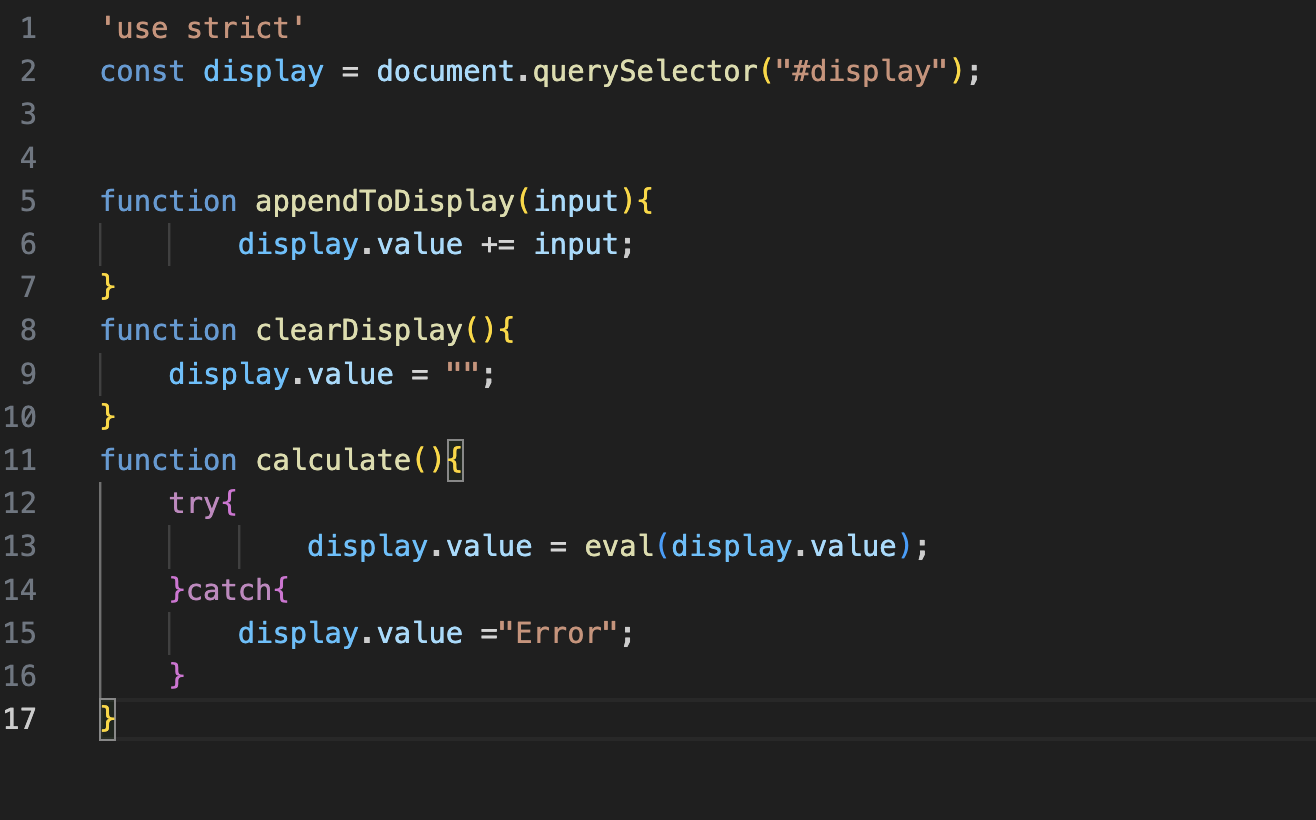 1 'use strict'
2 const display = document.querySelector("#display");
3
4
5 function appendToDisplay(input){
6         display.value += input;
7 }
8 function clearDisplay(){
9     display.value = "";
10 }
11 function calculate(){
12     try{
13             display.value = eval(display.value);
14     }catch{
15         display.value ="Error";
16     }
17 }